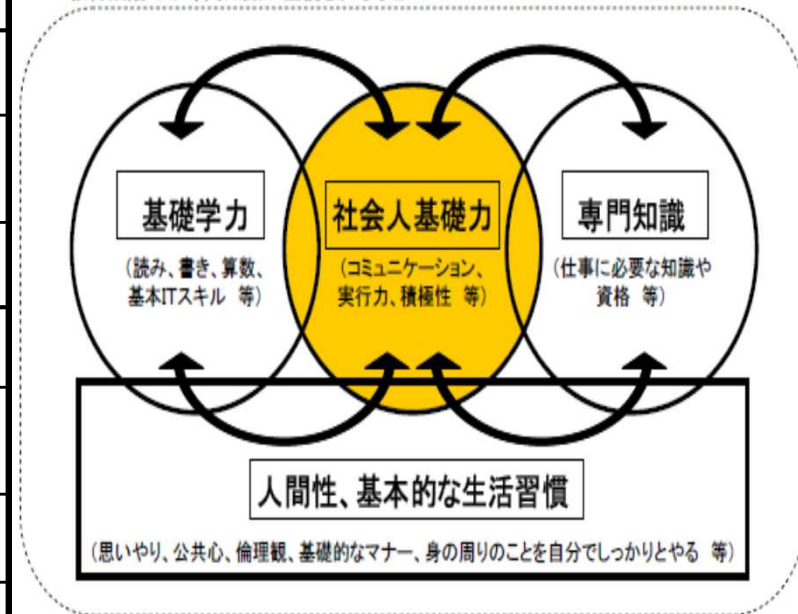 基礎学力
(読み、書き、算数、
基本ITスキル 等)
社会人基礎力
(コミュニケーション、
実行力、積極性 等)
専門知識
(仕事に必要な知識や
資格 等)
人間性、基本的な生活習慣
(思いやり、公共心、倫理観、基礎的なマナー、身の周りのことを自分でしっかりとやる 等)